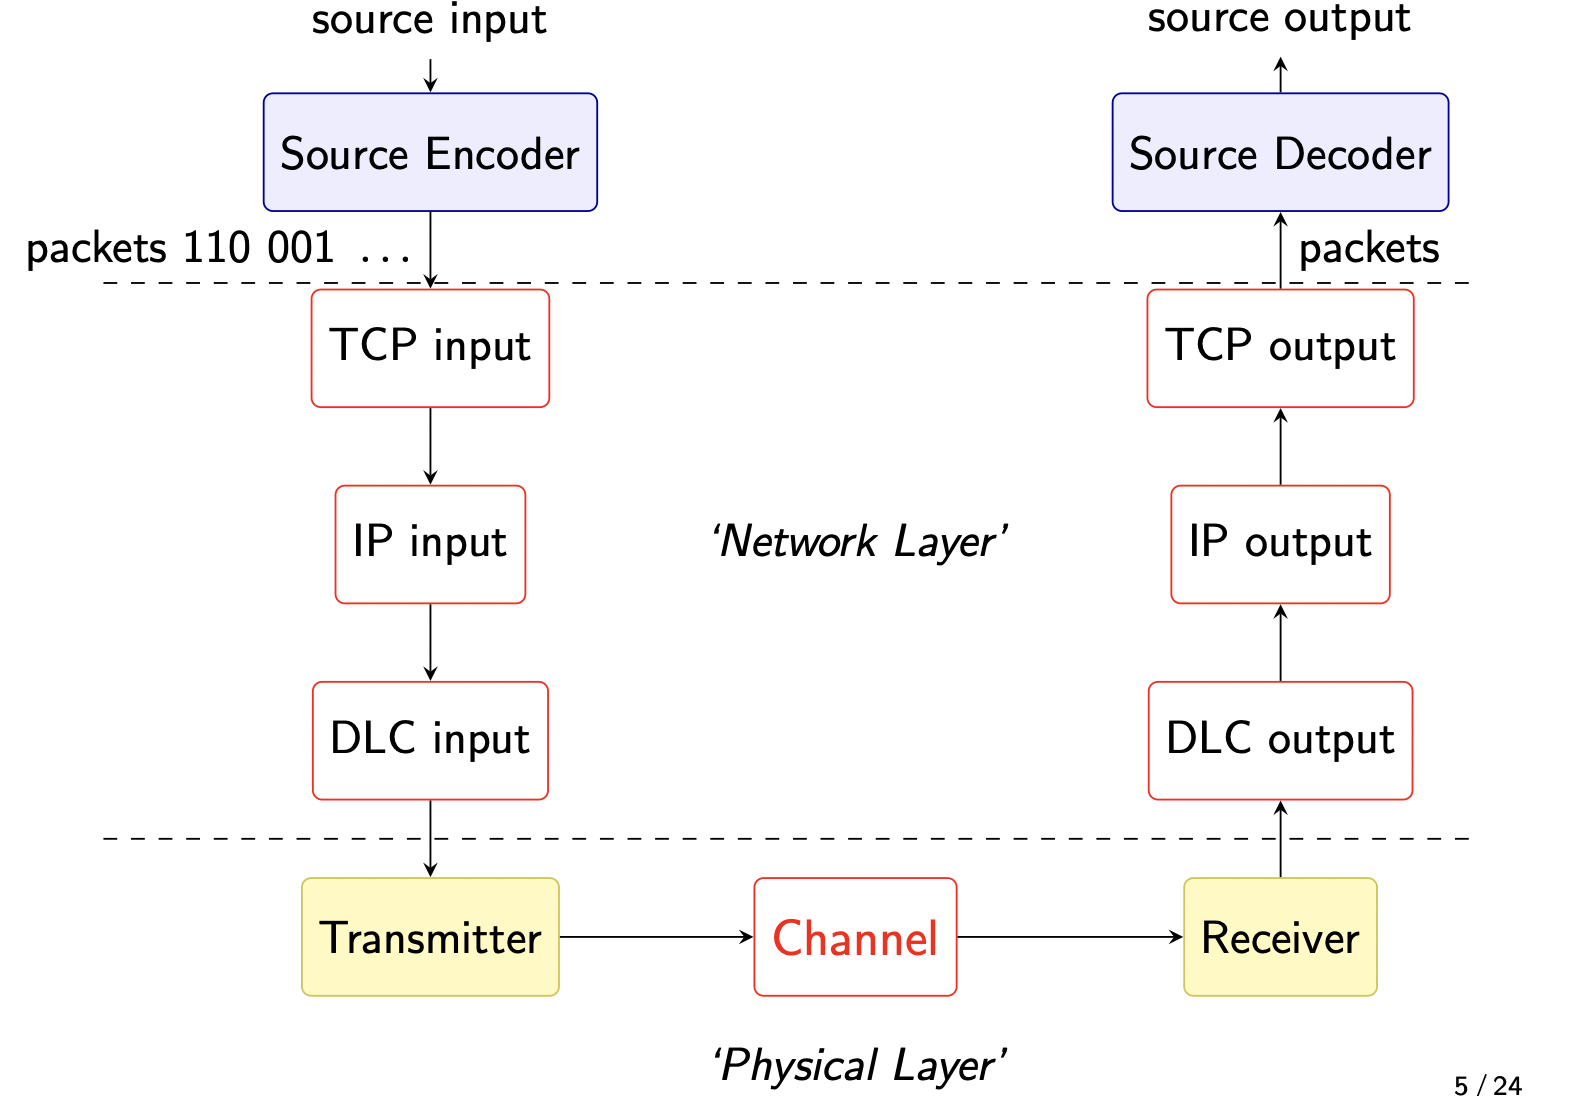 source input
source output
Source Encoder
Source Decoder
packets 110 001 ...
packets
TCP input
TCP output
IP input
‘Network Layer’
IP output
DLC input
DLC output
Transmitter
Channel
Receiver
‘Physical Layer’
5 / 24